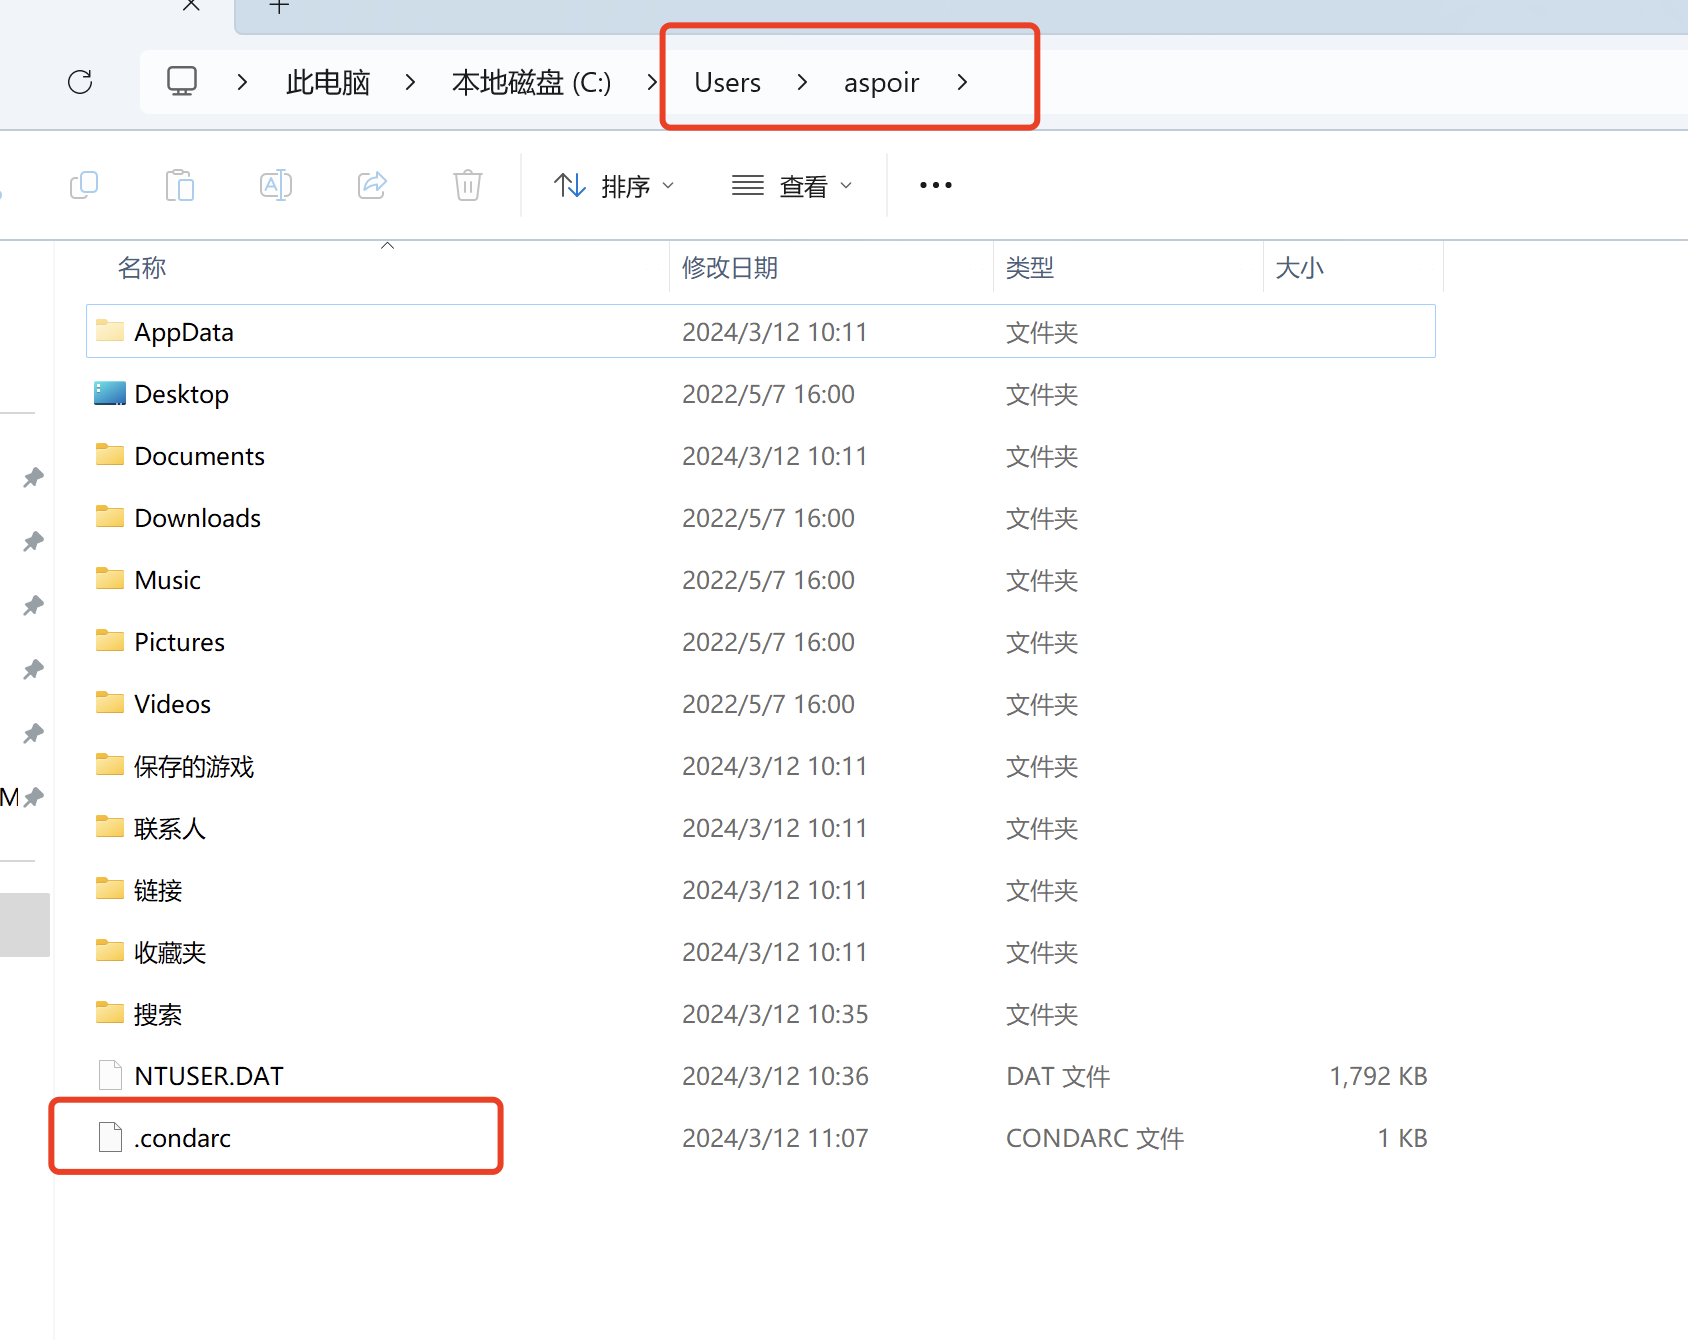 此电脑 > 本地磁盘 (C:) > Users > aspoir >
排序 查看
名称 修改日期 类型 大小
AppData 2024/3/12 10:11 文件夹
Desktop 2022/5/7 16:00 文件夹
Documents 2024/3/12 10:11 文件夹
Downloads 2022/5/7 16:00 文件夹
Music 2022/5/7 16:00 文件夹
Pictures 2022/5/7 16:00 文件夹
Videos 2022/5/7 16:00 文件夹
保存的游戏 2024/3/12 10:11 文件夹
M
联系人 2024/3/12 10:11 文件夹
链接 2024/3/12 10:11 文件夹
收藏夹 2024/3/12 10:11 文件夹
搜索 2024/3/12 10:35 文件夹
NTUSER.DAT 2024/3/12 10:36 DAT 文件 1,792 KB
.condarc 2024/3/12 11:07 CONDARC 文件 1 KB